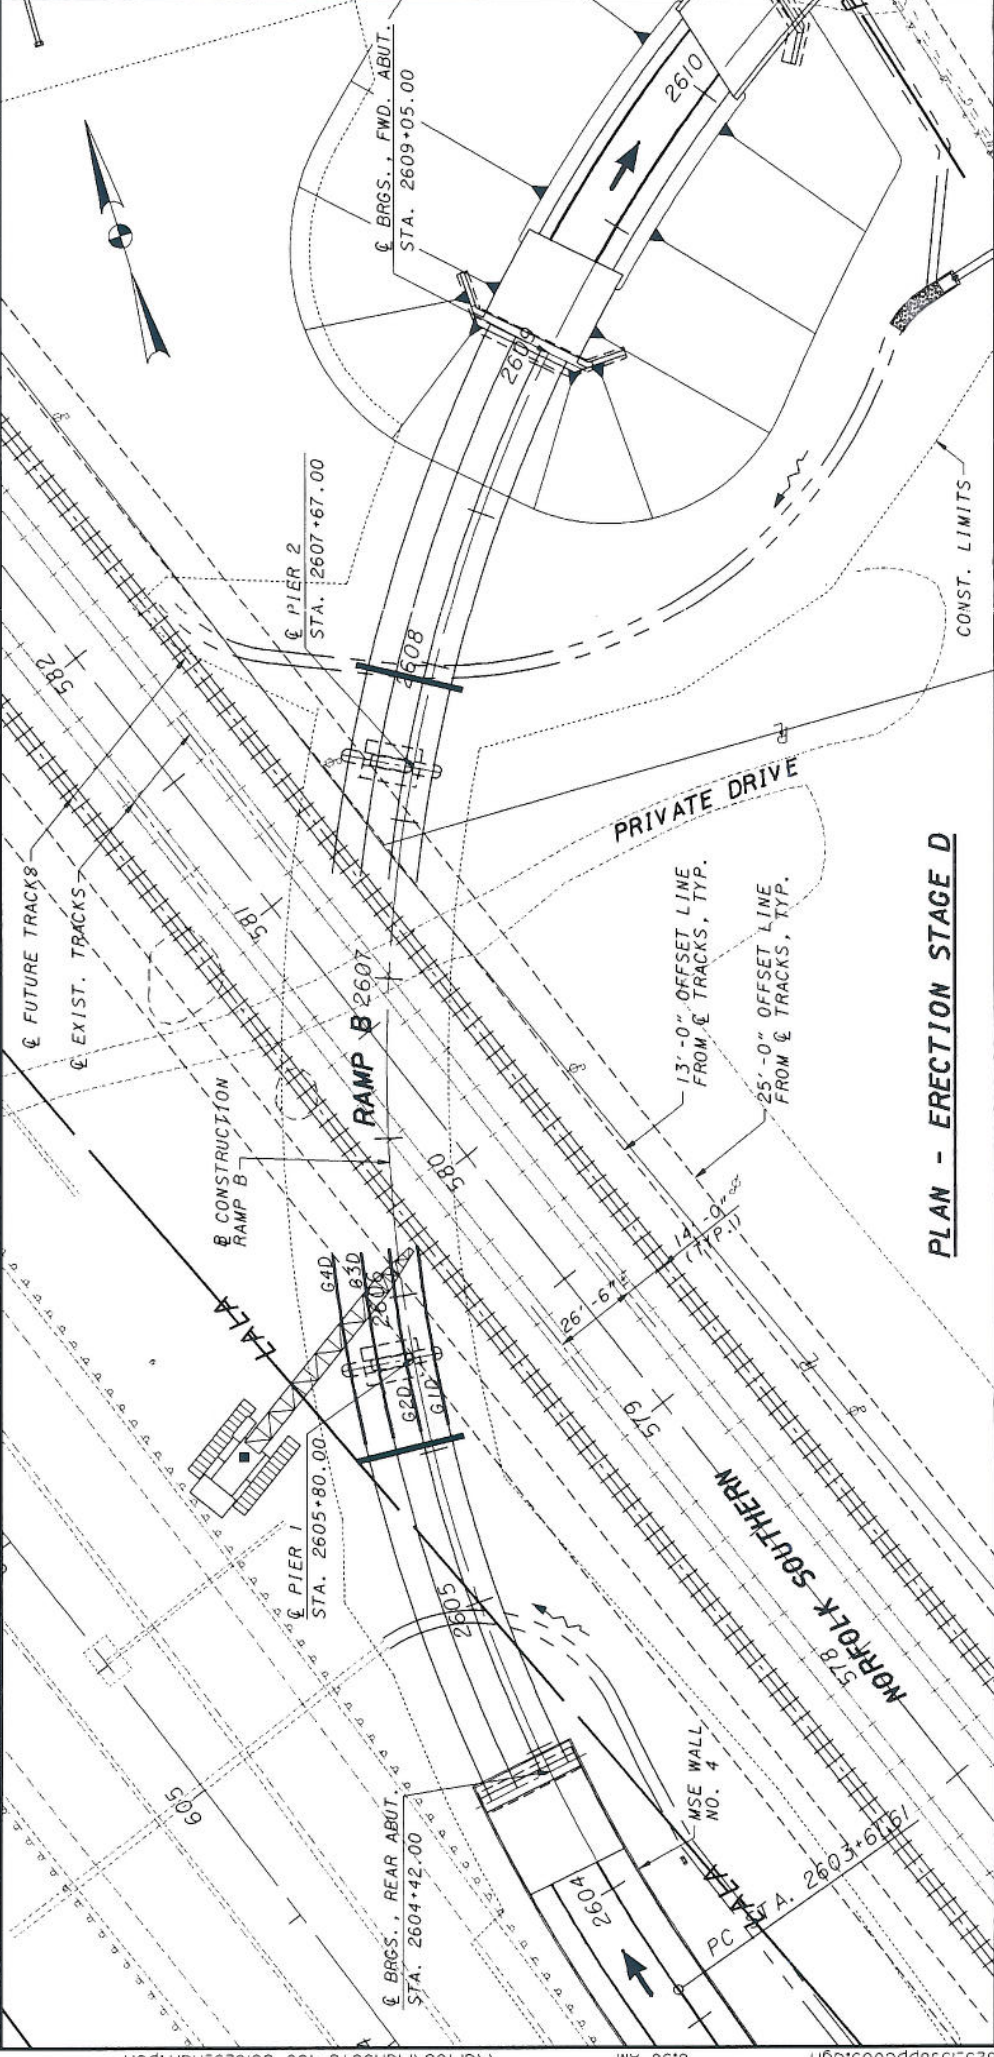 ℄ BRGS., FWD. ABUT.
STA. 2609+05.00
2610
2609
℄ PIER 2
STA. 2607+67.00
2608
582
CONST. LIMITS
℄ FUTURE TRACKS
℄ EXIST. TRACKS
581
PRIVATE DRIVE
RAMP B
2607
13'-0" OFFSET LINE
FROM ℄ TRACKS, TYP.
25'-0" OFFSET LINE
FROM ℄ TRACKS, TYP.
PLAN - ERECTION STAGE D
CONSTRUCTION
RAMP B
580
G4D
G3D
2606
G2D
G1D
LALA
26'-6"±
14'-0"
(TYP.)
579
℄ PIER 1
STA. 2605+80.00
2605
NORFOLK SOUTHERN
578
605
℄ BRGS., REAR ABUT.
STA. 2604+42.00
MSE WALL
NO. 4
2604
LALA
PC STA. 2603+61.61